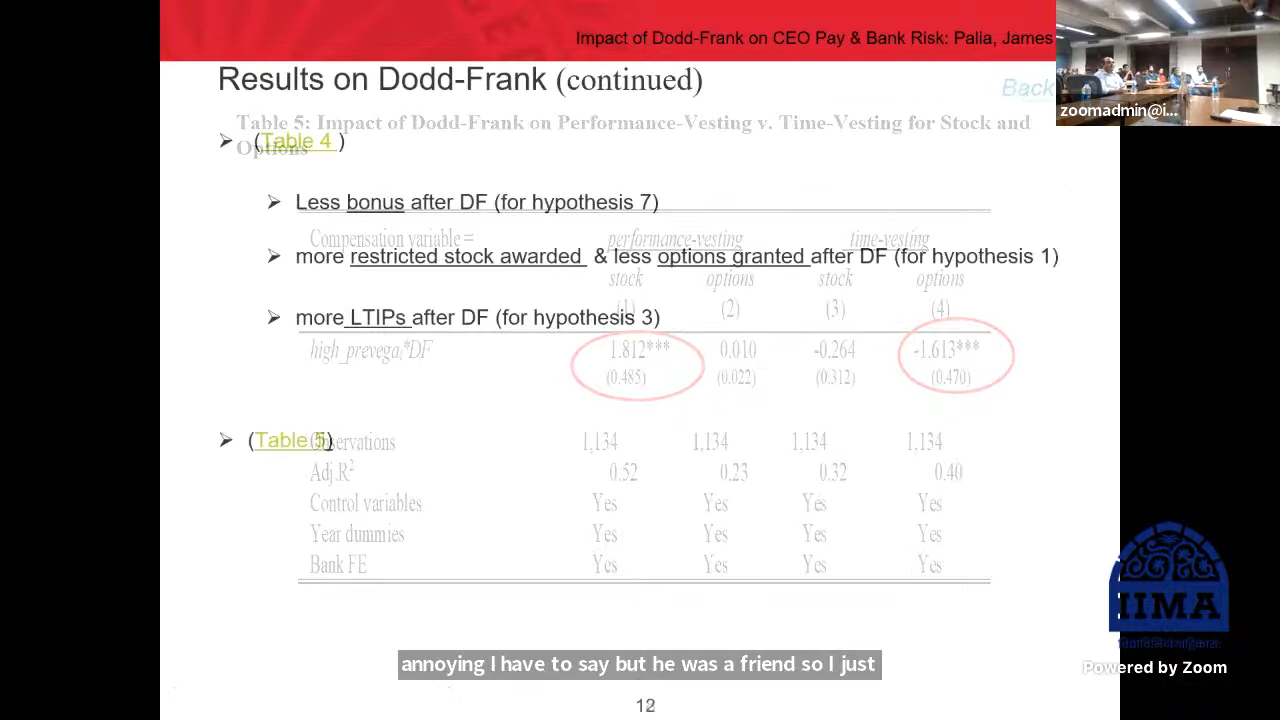 Impact of Dodd-Frank on CEO Pay & Bank Risk: Palia, James
zoomadmin@i...
Results on Dodd-Frank (continued)
Back
Table 5: Impact of Dodd-Frank on Performance-Vesting v. Time-Vesting for Stock and
Options
➢ (Table 4 )
➢ Less bonus after DF (for hypothesis 7)
Compensation variable = performance-vesting time-vesting
➢ more restricted stock awarded & less options granted after DF (for hypothesis 1)
stock options stock options
(1) (2) (3) (4)
➢ more LTIPs after DF (for hypothesis 3)
high_prevegaᵢ*DF 1.812*** 0.010 -0.264 -1.613***
(0.485) (0.022) (0.312) (0.470)
➢ (Table 5)
Observations 1,134 1,134 1,134 1,134
Adj.R² 0.52 0.23 0.32 0.40
Control variables Yes Yes Yes Yes
Year dummies Yes Yes Yes Yes
Bank FE Yes Yes Yes Yes
IIMA
Powered by Zoom
annoying I have to say but he was a friend so I just
12